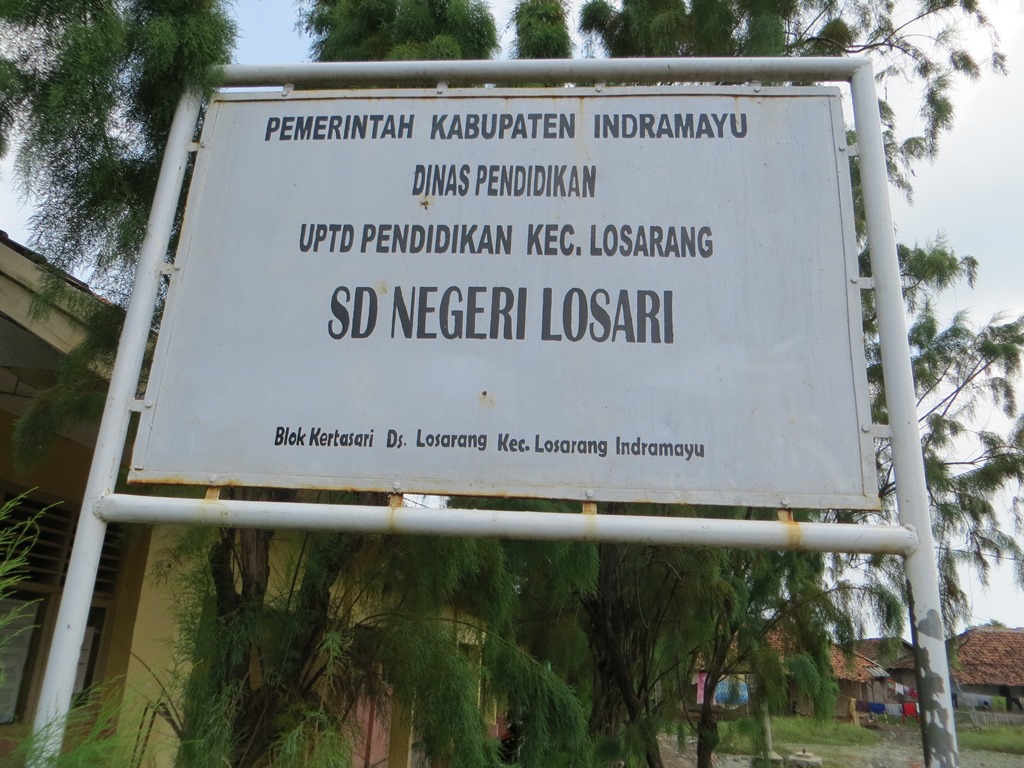 PEMERINTAH KABUPATEN INDRAMAYU
DINAS PENDIDIKAN
UPTD PENDIDIKAN KEC. LOSARANG
SD NEGERI LOSARI
Blok Kertasari Ds. Losarang Kec. Losarang Indramayu